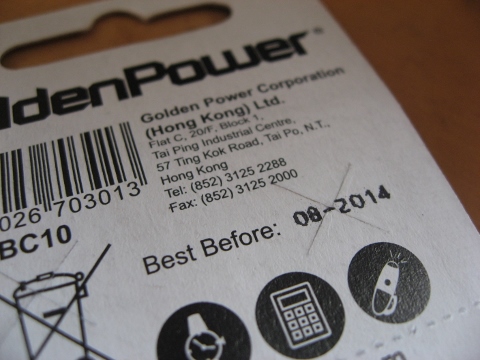 ldenPower®
Golden Power Corporation
(Hong Kong) Ltd.
Flat C, 20/F, Block 1,
Tai Ping Industrial Centre,
57 Ting Kok Road, Tai Po, N.T.,
Hong Kong
Tel: (852) 3125 2288
Fax: (852) 3125 2000
026 703013
BC10
Best Before: 08-2014